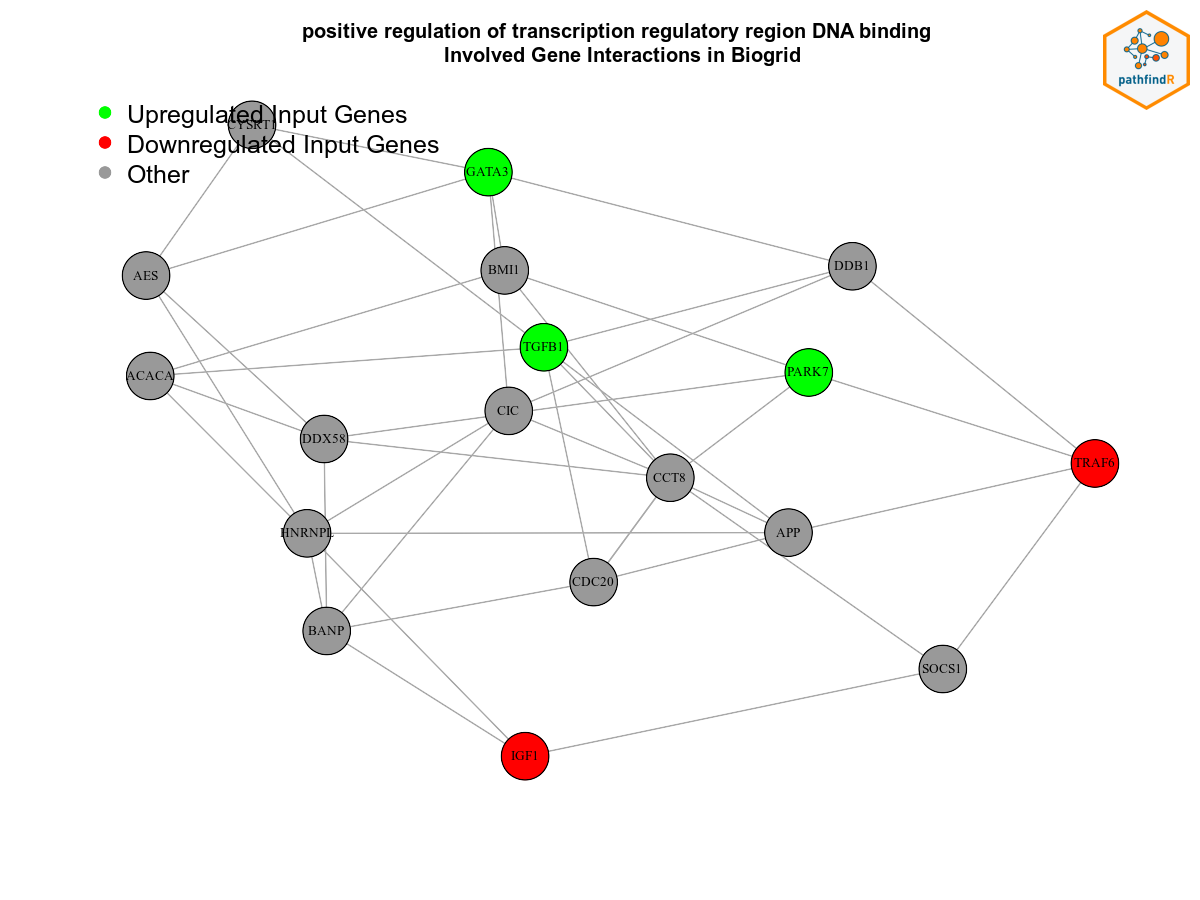 positive regulation of transcription regulatory region DNA binding
Involved Gene Interactions in Biogrid
pathfindR
Upregulated Input Genes
CYSRT1
Downregulated Input Genes
Other
GATA3
AES
BMI1
DDB1
TGFB1
ACACA
PARK7
CIC
DDX58
TRAF6
CCT8
HNRNPL
APP
CDC20
BANP
SOCS1
IGF1